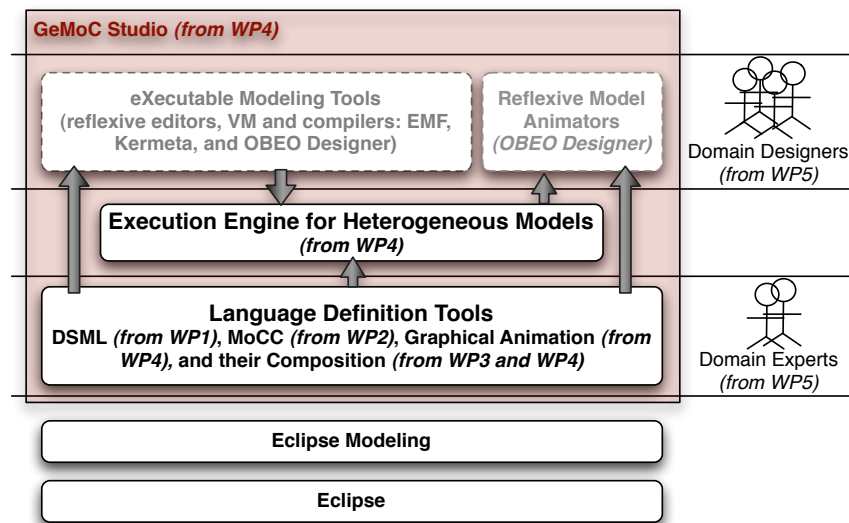 GeMoC Studio (from WP4)
eXecutable Modeling Tools
(reflexive editors, VM and compilers: EMF,
Kermeta, and OBEO Designer)
Reflexive Model
Animators
(OBEO Designer)
Domain Designers
(from WP5)
Execution Engine for Heterogeneous Models
(from WP4)
Language Definition Tools
DSML (from WP1), MoCC (from WP2), Graphical Animation (from
WP4), and their Composition (from WP3 and WP4)
Domain Experts
(from WP5)
Eclipse Modeling
Eclipse